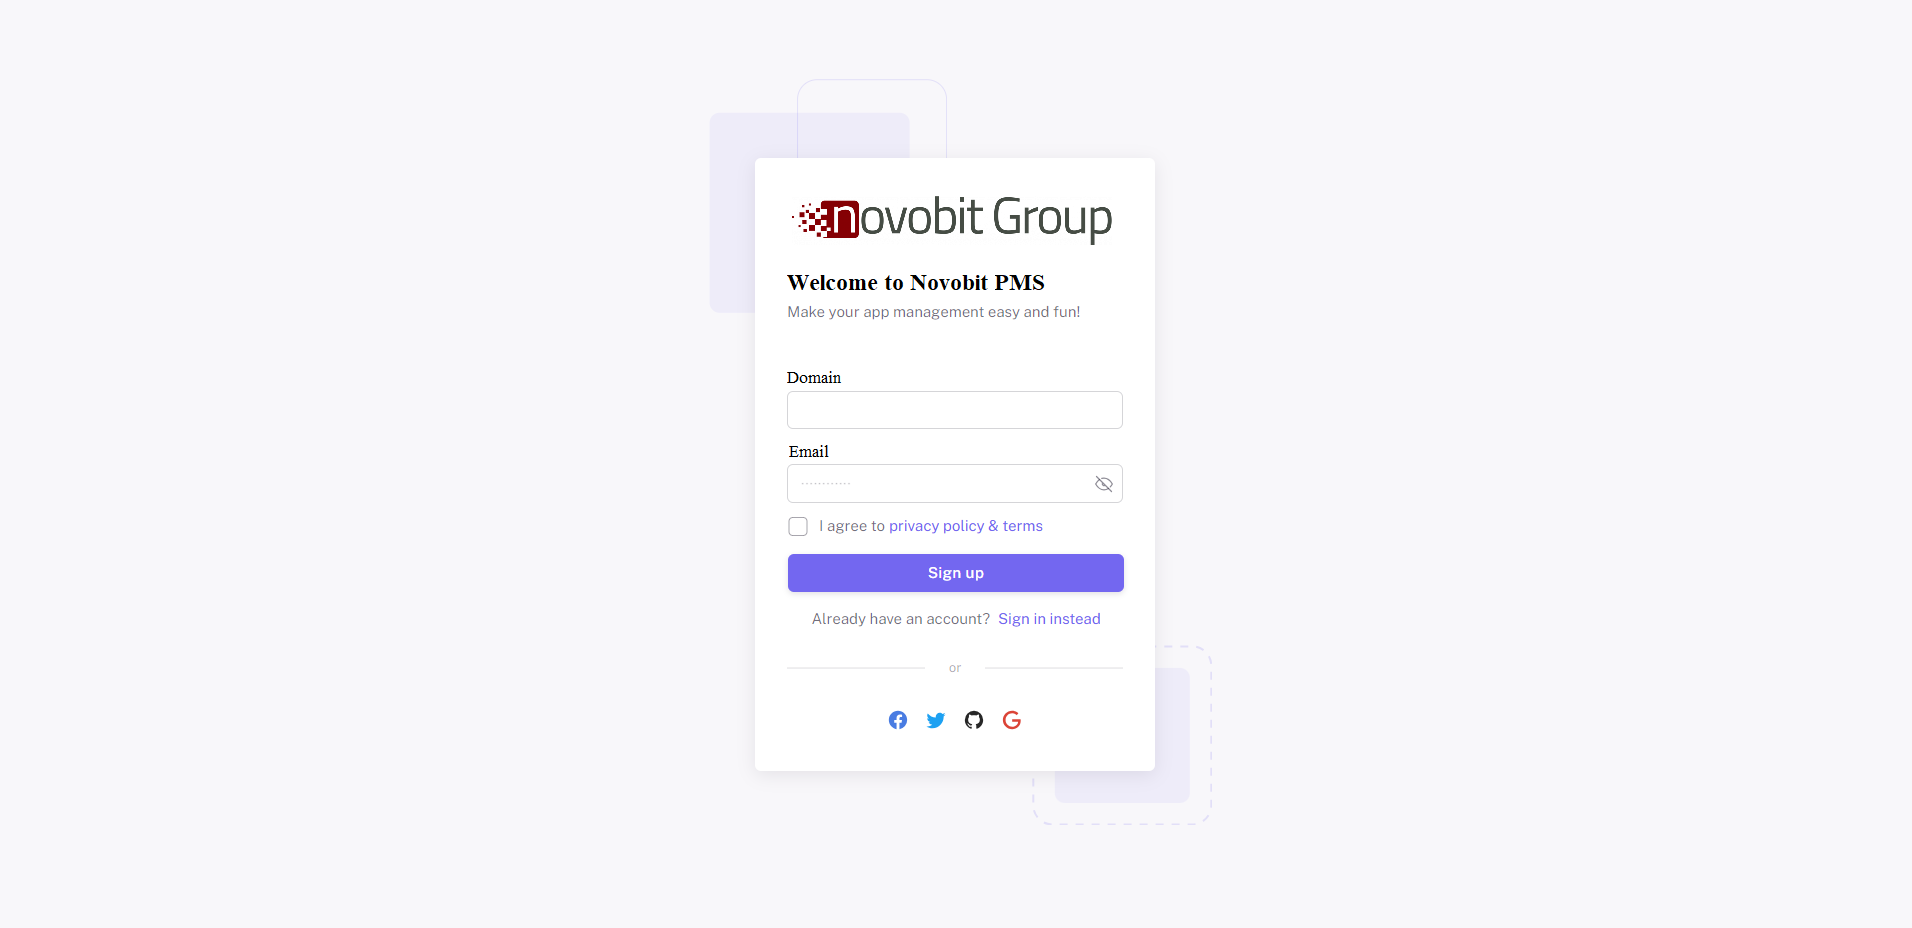 novobit Group
Welcome to Novobit PMS
Make your app management easy and fun!
Domain
Email
············
I agree to privacy policy & terms
Sign up
Already have an account? Sign in instead
or